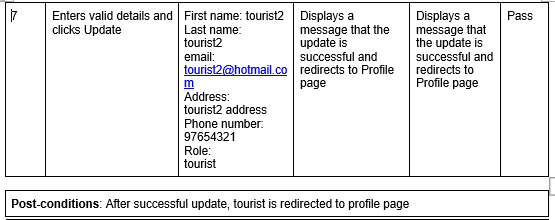 7
Enters valid details and
clicks Update
First name: tourist2
Last name:
tourist2
email:
tourist2@hotmail.co
m
Address:
tourist2 address
Phone number:
97654321
Role:
tourist
Displays a
message that the
update is
successful and
redirects to Profile
page
Displays a
message that
the update is
successful and
redirects to
Profile page
Pass
Post-conditions: After successful update, tourist is redirected to profile page